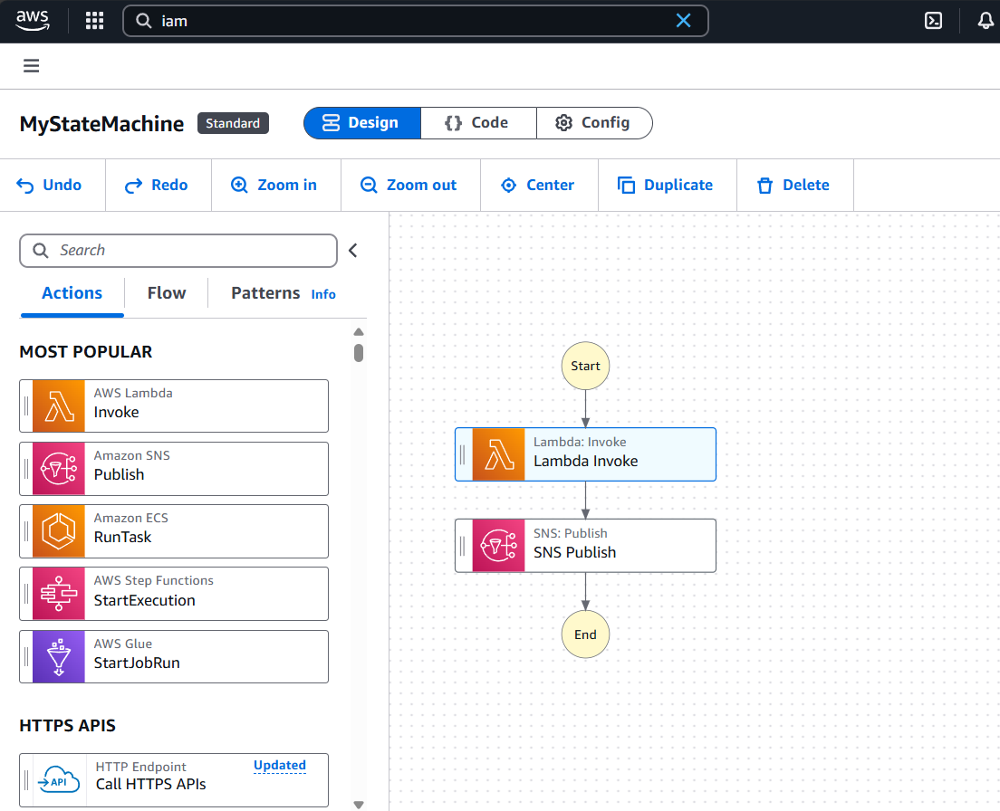 aws
iam
MyStateMachine Standard Design Code Config
Undo Redo Zoom in Zoom out Center Duplicate Delete
Search
Actions Flow Patterns Info
MOST POPULAR
AWS Lambda
Invoke
Amazon SNS
Publish
Amazon ECS
RunTask
AWS Step Functions
StartExecution
AWS Glue
StartJobRun
HTTPS APIS
API
HTTP Endpoint Updated
Call HTTPS APIs
Start
Lambda: Invoke
Lambda Invoke
SNS: Publish
SNS Publish
End